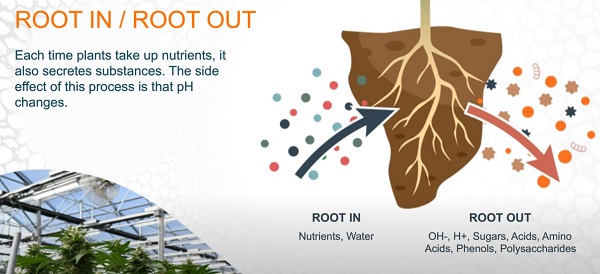 ROOT IN / ROOT OUT
Each time plants take up nutrients, it
also secretes substances. The side
effect of this process is that pH
changes.
ROOT IN
Nutrients, Water
ROOT OUT
OH-, H+, Sugars, Acids, Amino
Acids, Phenols, Polysaccharides